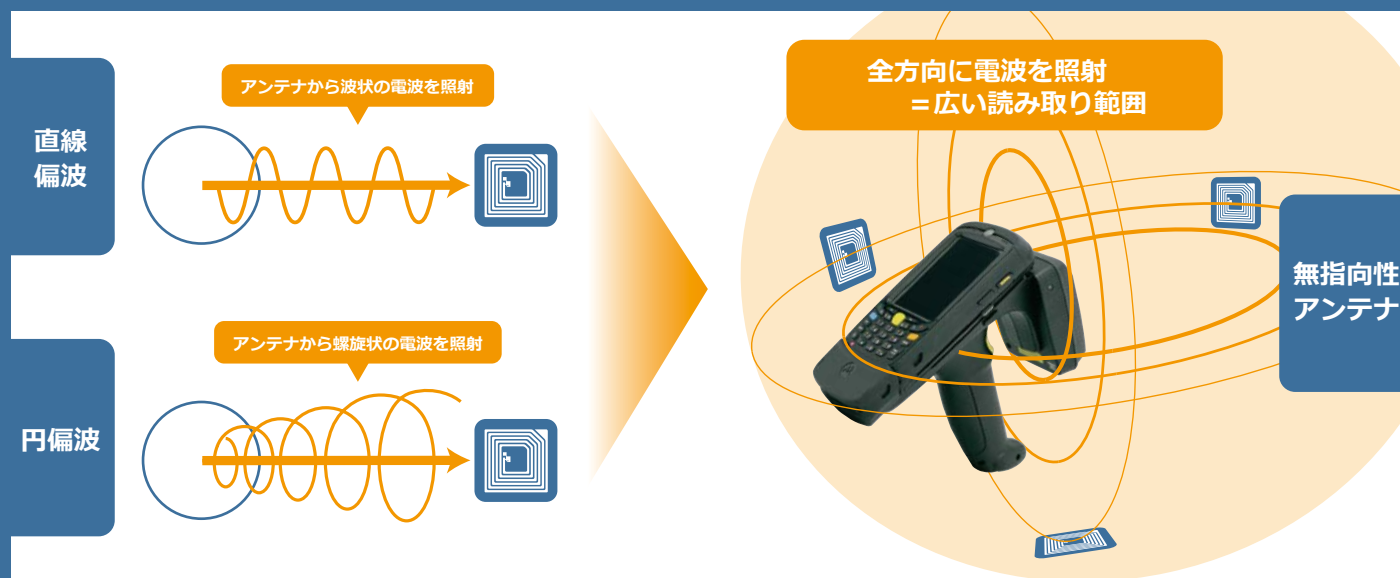 直線
偏波
アンテナから波状の電波を照射
円偏波
アンテナから螺旋状の電波を照射
全方向に電波を照射
=広い読み取り範囲
無指向性
アンテナ